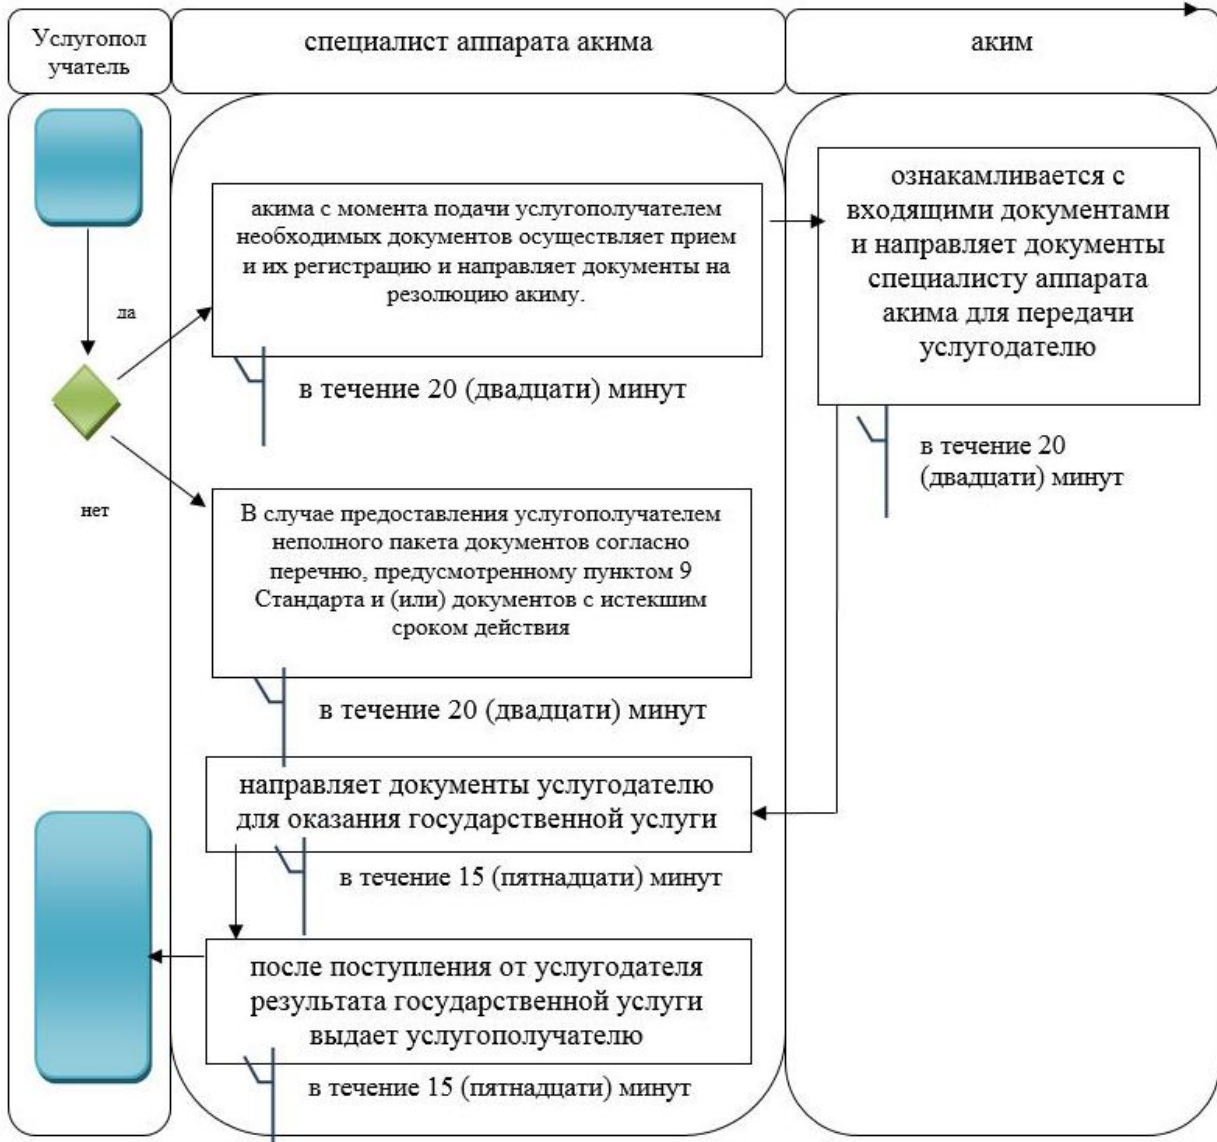 Услугопол
учатель
специалист аппарата акима
аким
акима с момента подачи услугополучателем
необходимых документов осуществляет прием
и их регистрацию и направляет документы на
резолюцию акиму.
да
в течение 20 (двадцати) минут
ознакамливается с
входящими документами
и направляет документы
специалисту аппарата
акима для передачи
услугодателю
в течение 20
(двадцати) минут
нет
В случае предоставления услугополучателем
неполного пакета документов согласно
перечню, предусмотренному пунктом 9
Стандарта и (или) документов с истекшим
сроком действия
в течение 20 (двадцати) минут
направляет документы услугодателю
для оказания государственной услуги
в течение 15 (пятнадцати) минут
после поступления от услугодателя
результата государственной услуги
выдает услугополучателю
в течение 15 (пятнадцати) минут